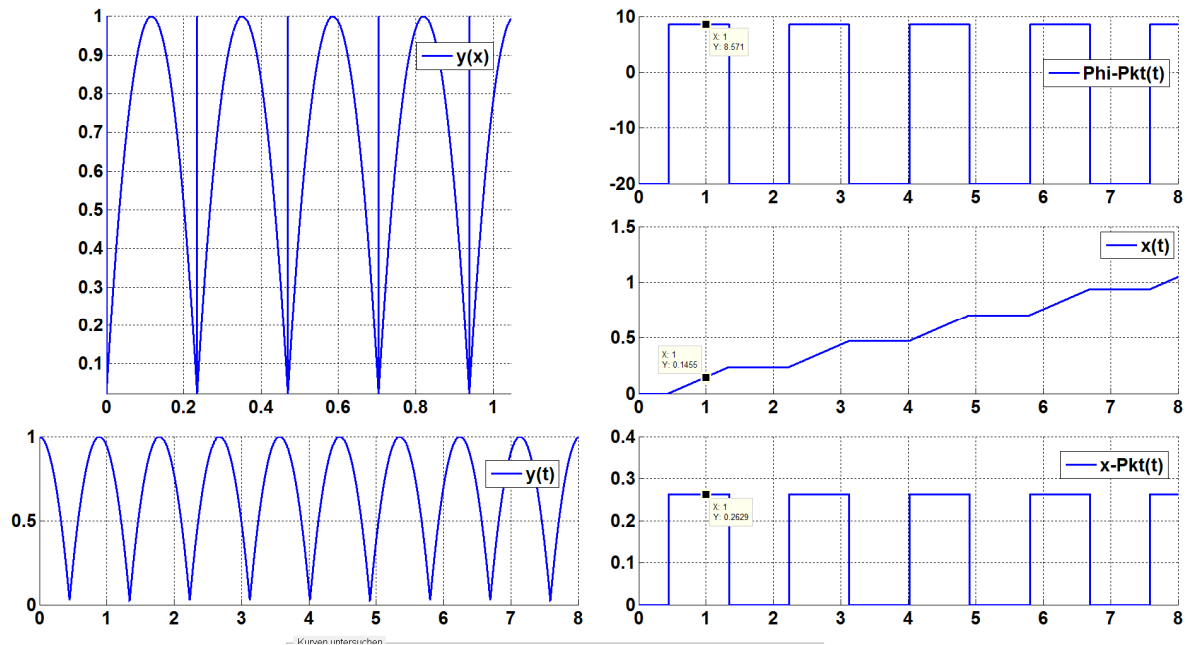 1
0.9
0.8
0.7
0.6
0.5
0.4
0.3
0.2
0.1
0 0.2 0.4 0.6 0.8 1
y(x)
10
0
-10
-20
0 1 2 3 4 5 6 7 8
X: 1
Y: 8.571
Phi-Pkt(t)
1.5
1
0.5
0
0 1 2 3 4 5 6 7 8
X: 1
Y: 0.1455
x(t)
1
0.5
0
0 1 2 3 4 5 6 7 8
y(t)
0.4
0.3
0.2
0.1
0
0 1 2 3 4 5 6 7 8
X: 1
Y: 0.2629
x-Pkt(t)
Kurven untersuchen